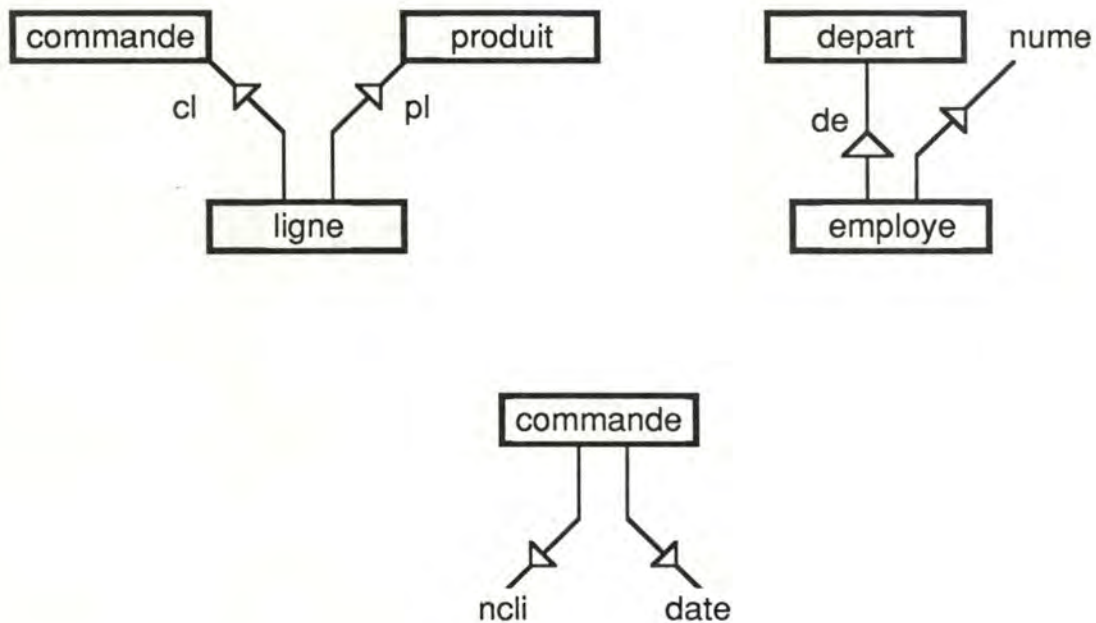 commande produit depart nume
cl pl de
ligne employe
commande
ncli date